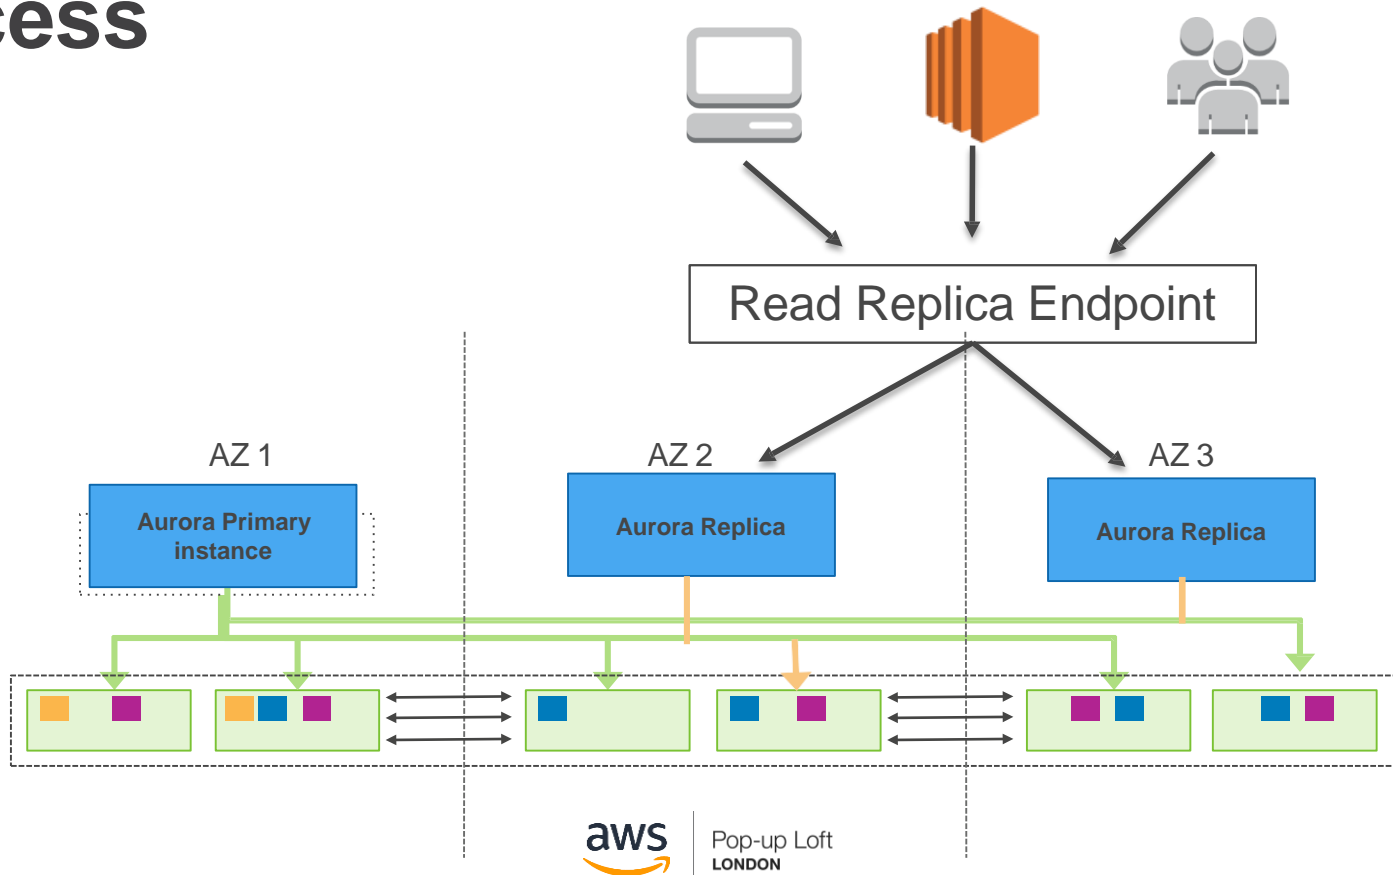 Read Replica Endpoint
AZ 1
AZ 2
AZ 3
Aurora Primary
instance
Aurora Replica
Aurora Replica
aws
Pop-up Loft
LONDON